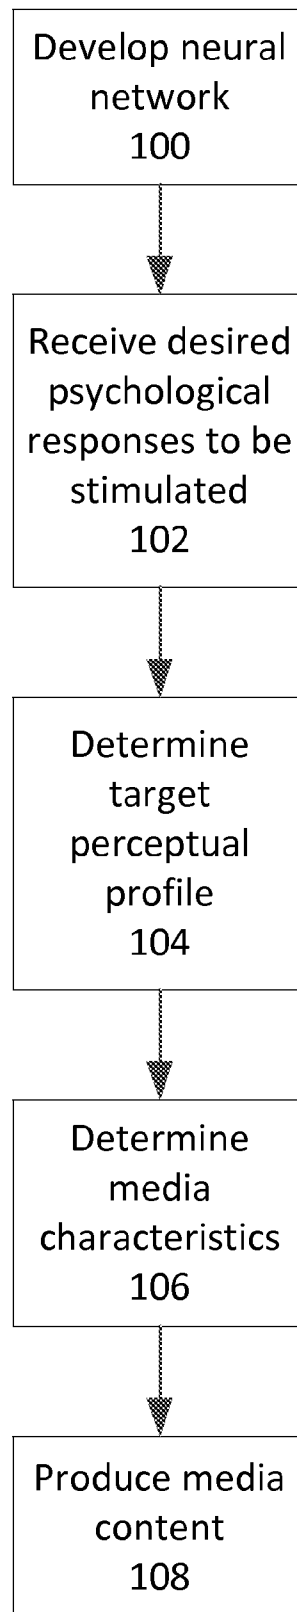 Develop neural
network
100
Receive desired
psychological
responses to be
stimulated
102
Determine
target
perceptual
profile
104
Determine
media
characteristics
106
Produce media
content
108